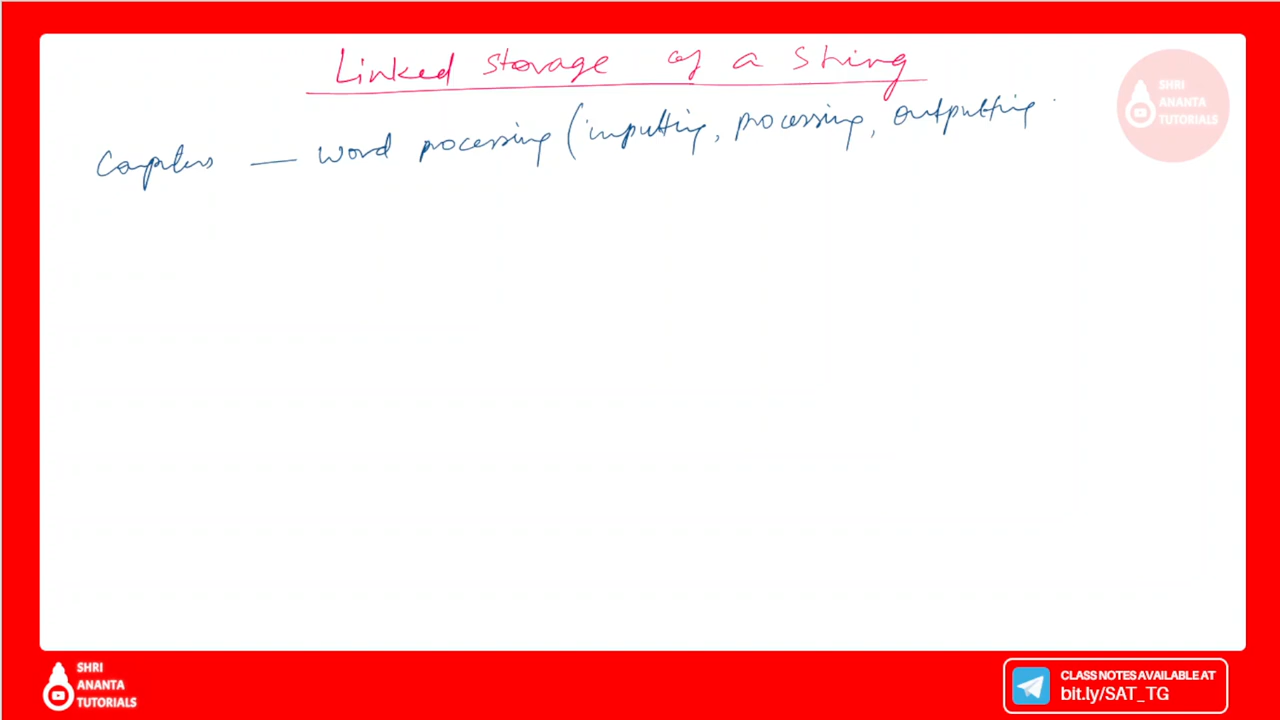 Linked storage of a string
SHRI
ANANTA
TUTORIALS
Computers — word processing (inputting, processing, outputting
SHRI
ANANTA
TUTORIALS
CLASS NOTES AVAILABLE AT
bit.ly/SAT_TG